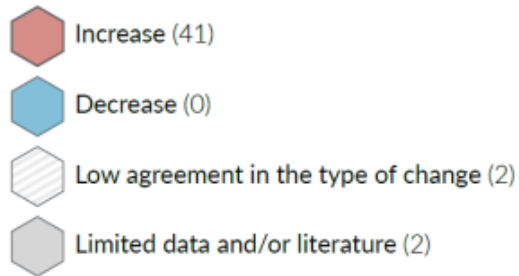 Increase (41)
Decrease (0)
Low agreement in the type of change (2)
Limited data and/or literature (2)